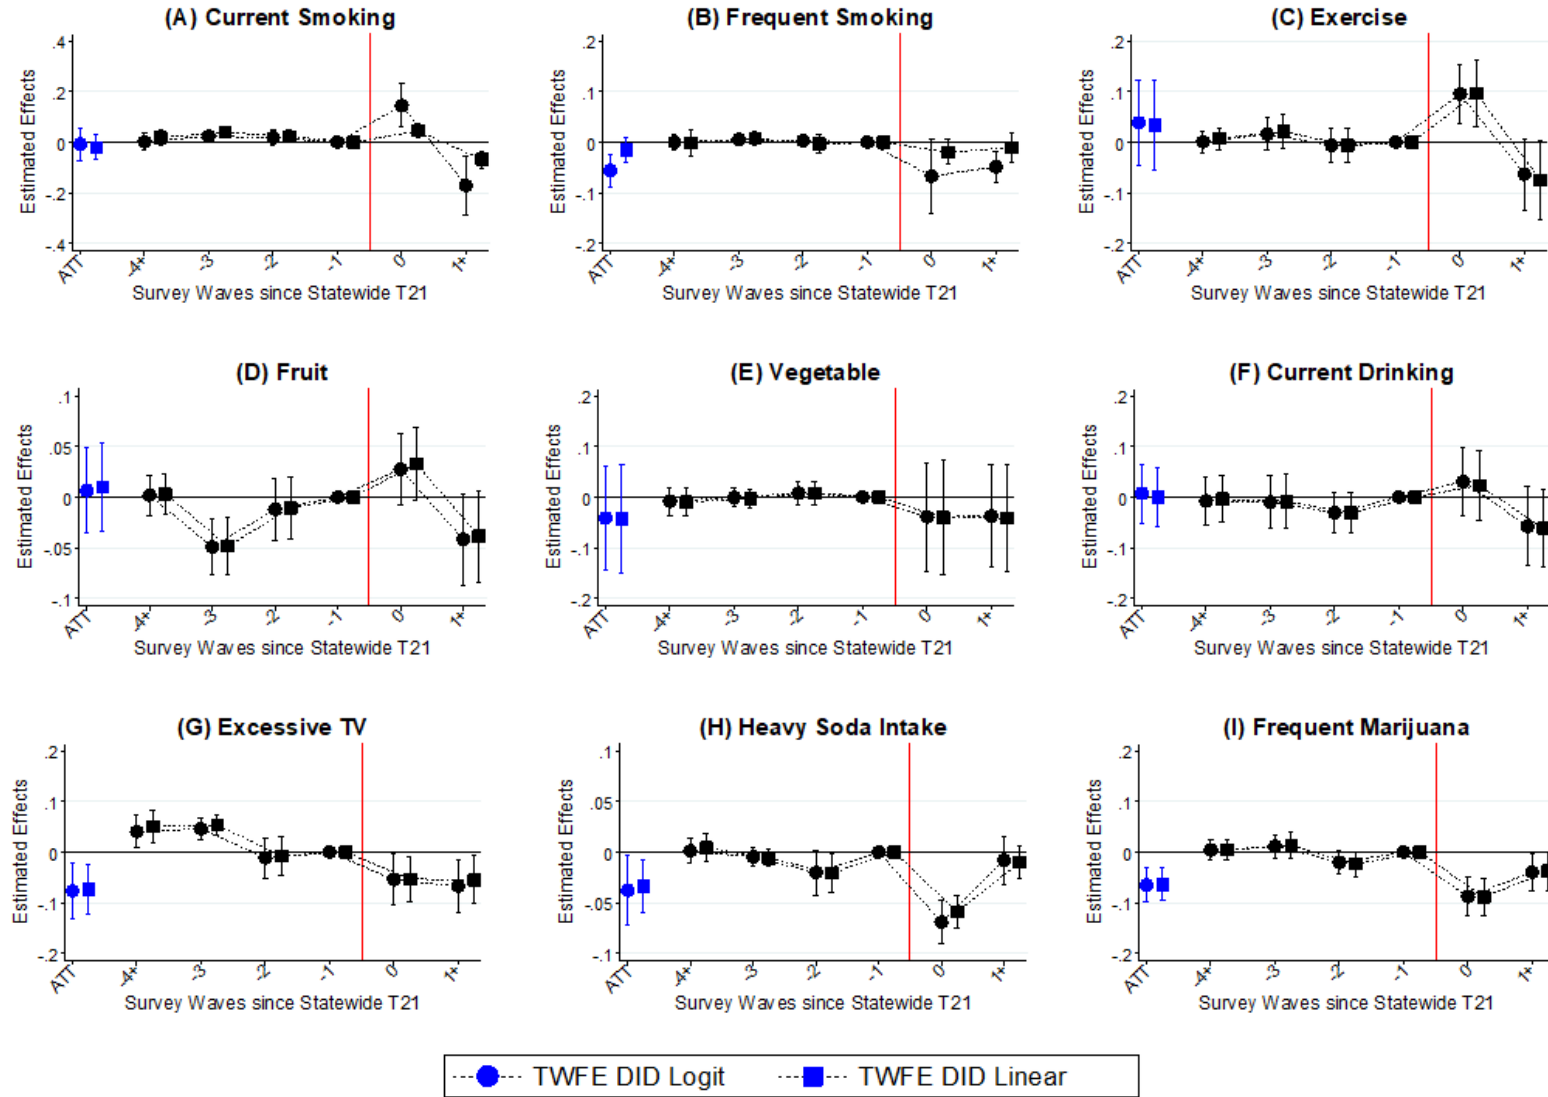 (A) Current Smoking
(B) Frequent Smoking
(C) Exercise
.4
.2
0
-.2
-.4
Estimated Effects
ATT
-4+
-3
-2
-1
0
1+
Survey Waves since Statewide T21
.2
.1
0
-.1
-.2
Estimated Effects
ATT
-4+
-3
-2
-1
0
1+
Survey Waves since Statewide T21
.2
.1
0
-.1
-.2
Estimated Effects
ATT
-4+
-3
-2
-1
0
1+
Survey Waves since Statewide T21
(D) Fruit
(E) Vegetable
(F) Current Drinking
.1
.05
0
-.05
-.1
Estimated Effects
ATT
-4+
-3
-2
-1
0
1+
Survey Waves since Statewide T21
.2
.1
0
-.1
-.2
Estimated Effects
ATT
-4+
-3
-2
-1
0
1+
Survey Waves since Statewide T21
.2
.1
0
-.1
-.2
Estimated Effects
ATT
-4+
-3
-2
-1
0
1+
Survey Waves since Statewide T21
(G) Excessive TV
(H) Heavy Soda Intake
(I) Frequent Marijuana
.2
.1
0
-.1
-.2
Estimated Effects
ATT
-4+
-3
-2
-1
0
1+
Survey Waves since Statewide T21
.1
.05
0
-.05
-.1
Estimated Effects
ATT
-4+
-3
-2
-1
0
1+
Survey Waves since Statewide T21
.2
.1
0
-.1
-.2
Estimated Effects
ATT
-4+
-3
-2
-1
0
1+
Survey Waves since Statewide T21
TWFE DID Logit
TWFE DID Linear